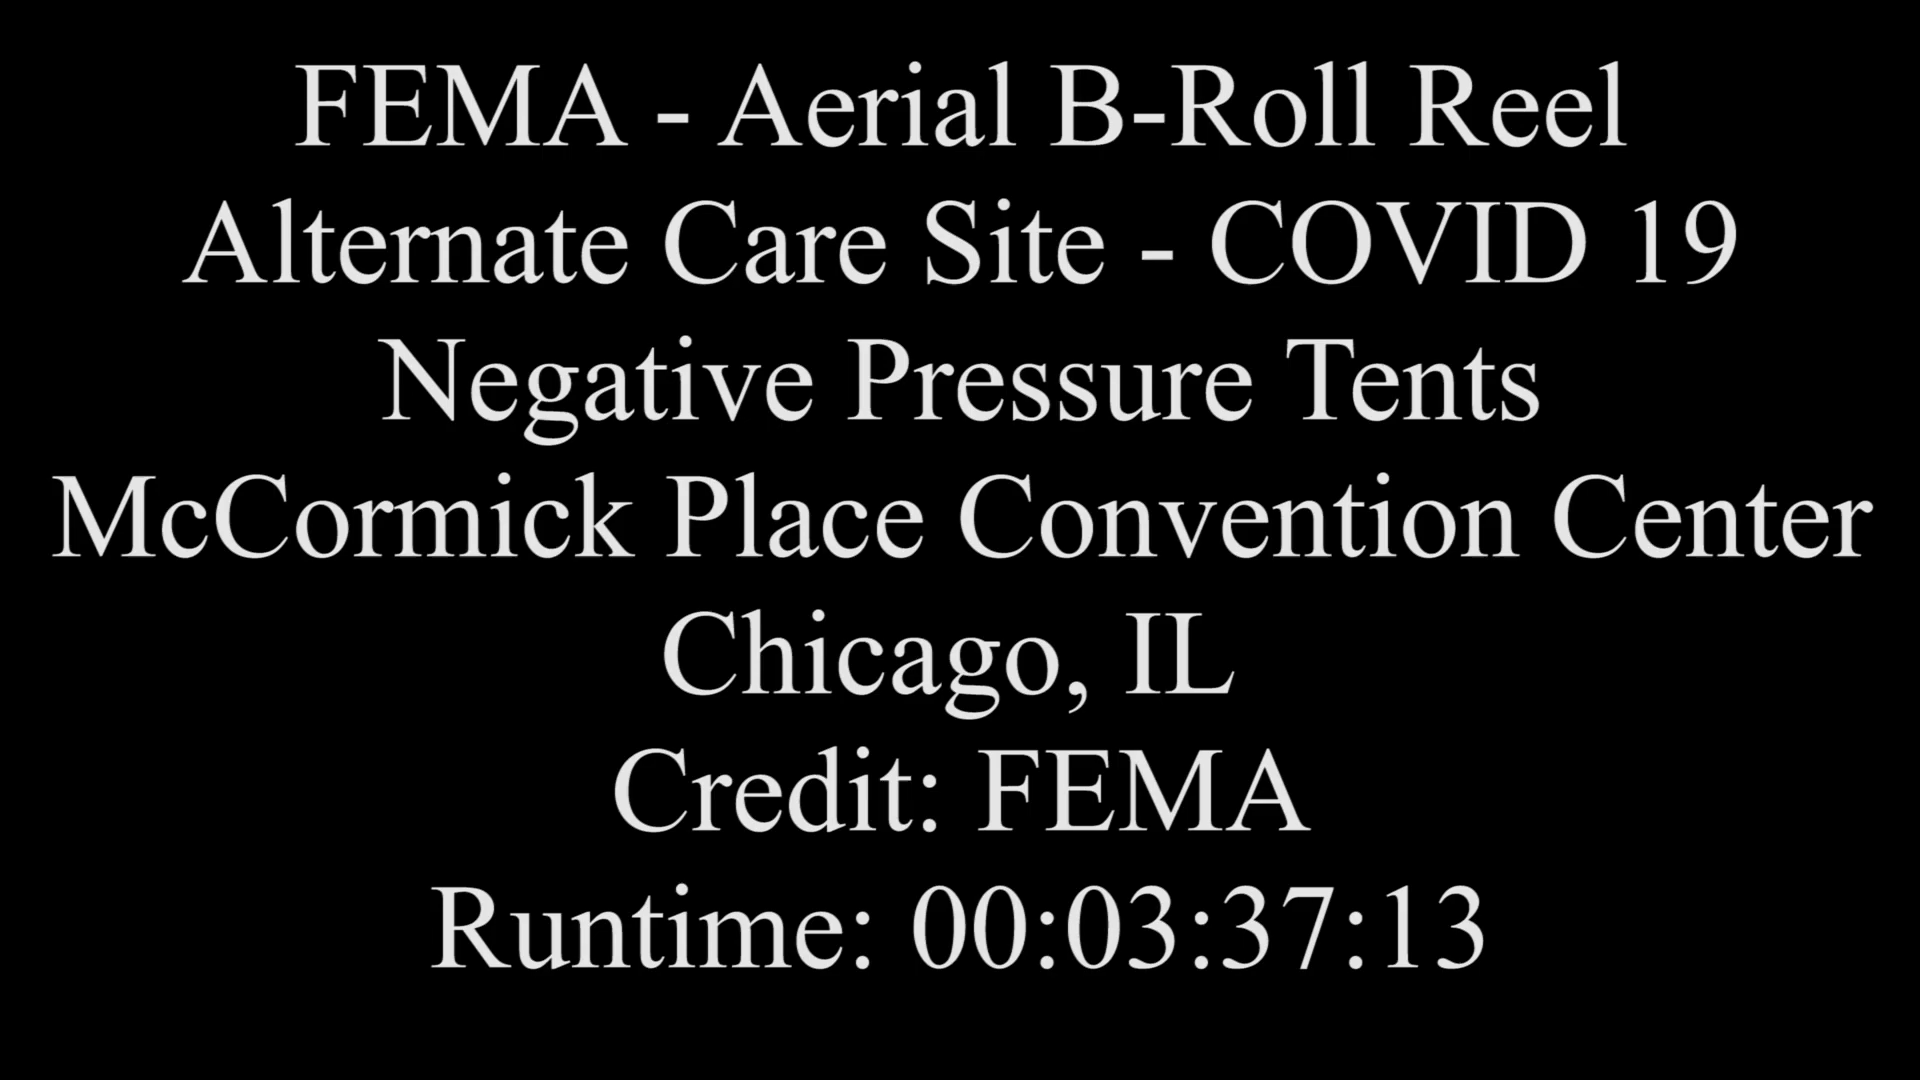 FEMA - Aerial B-Roll Reel
Alternate Care Site - COVID 19
Negative Pressure Tents
McCormick Place Convention Center
Chicago, IL
Credit: FEMA
Runtime: 00:03:37:13